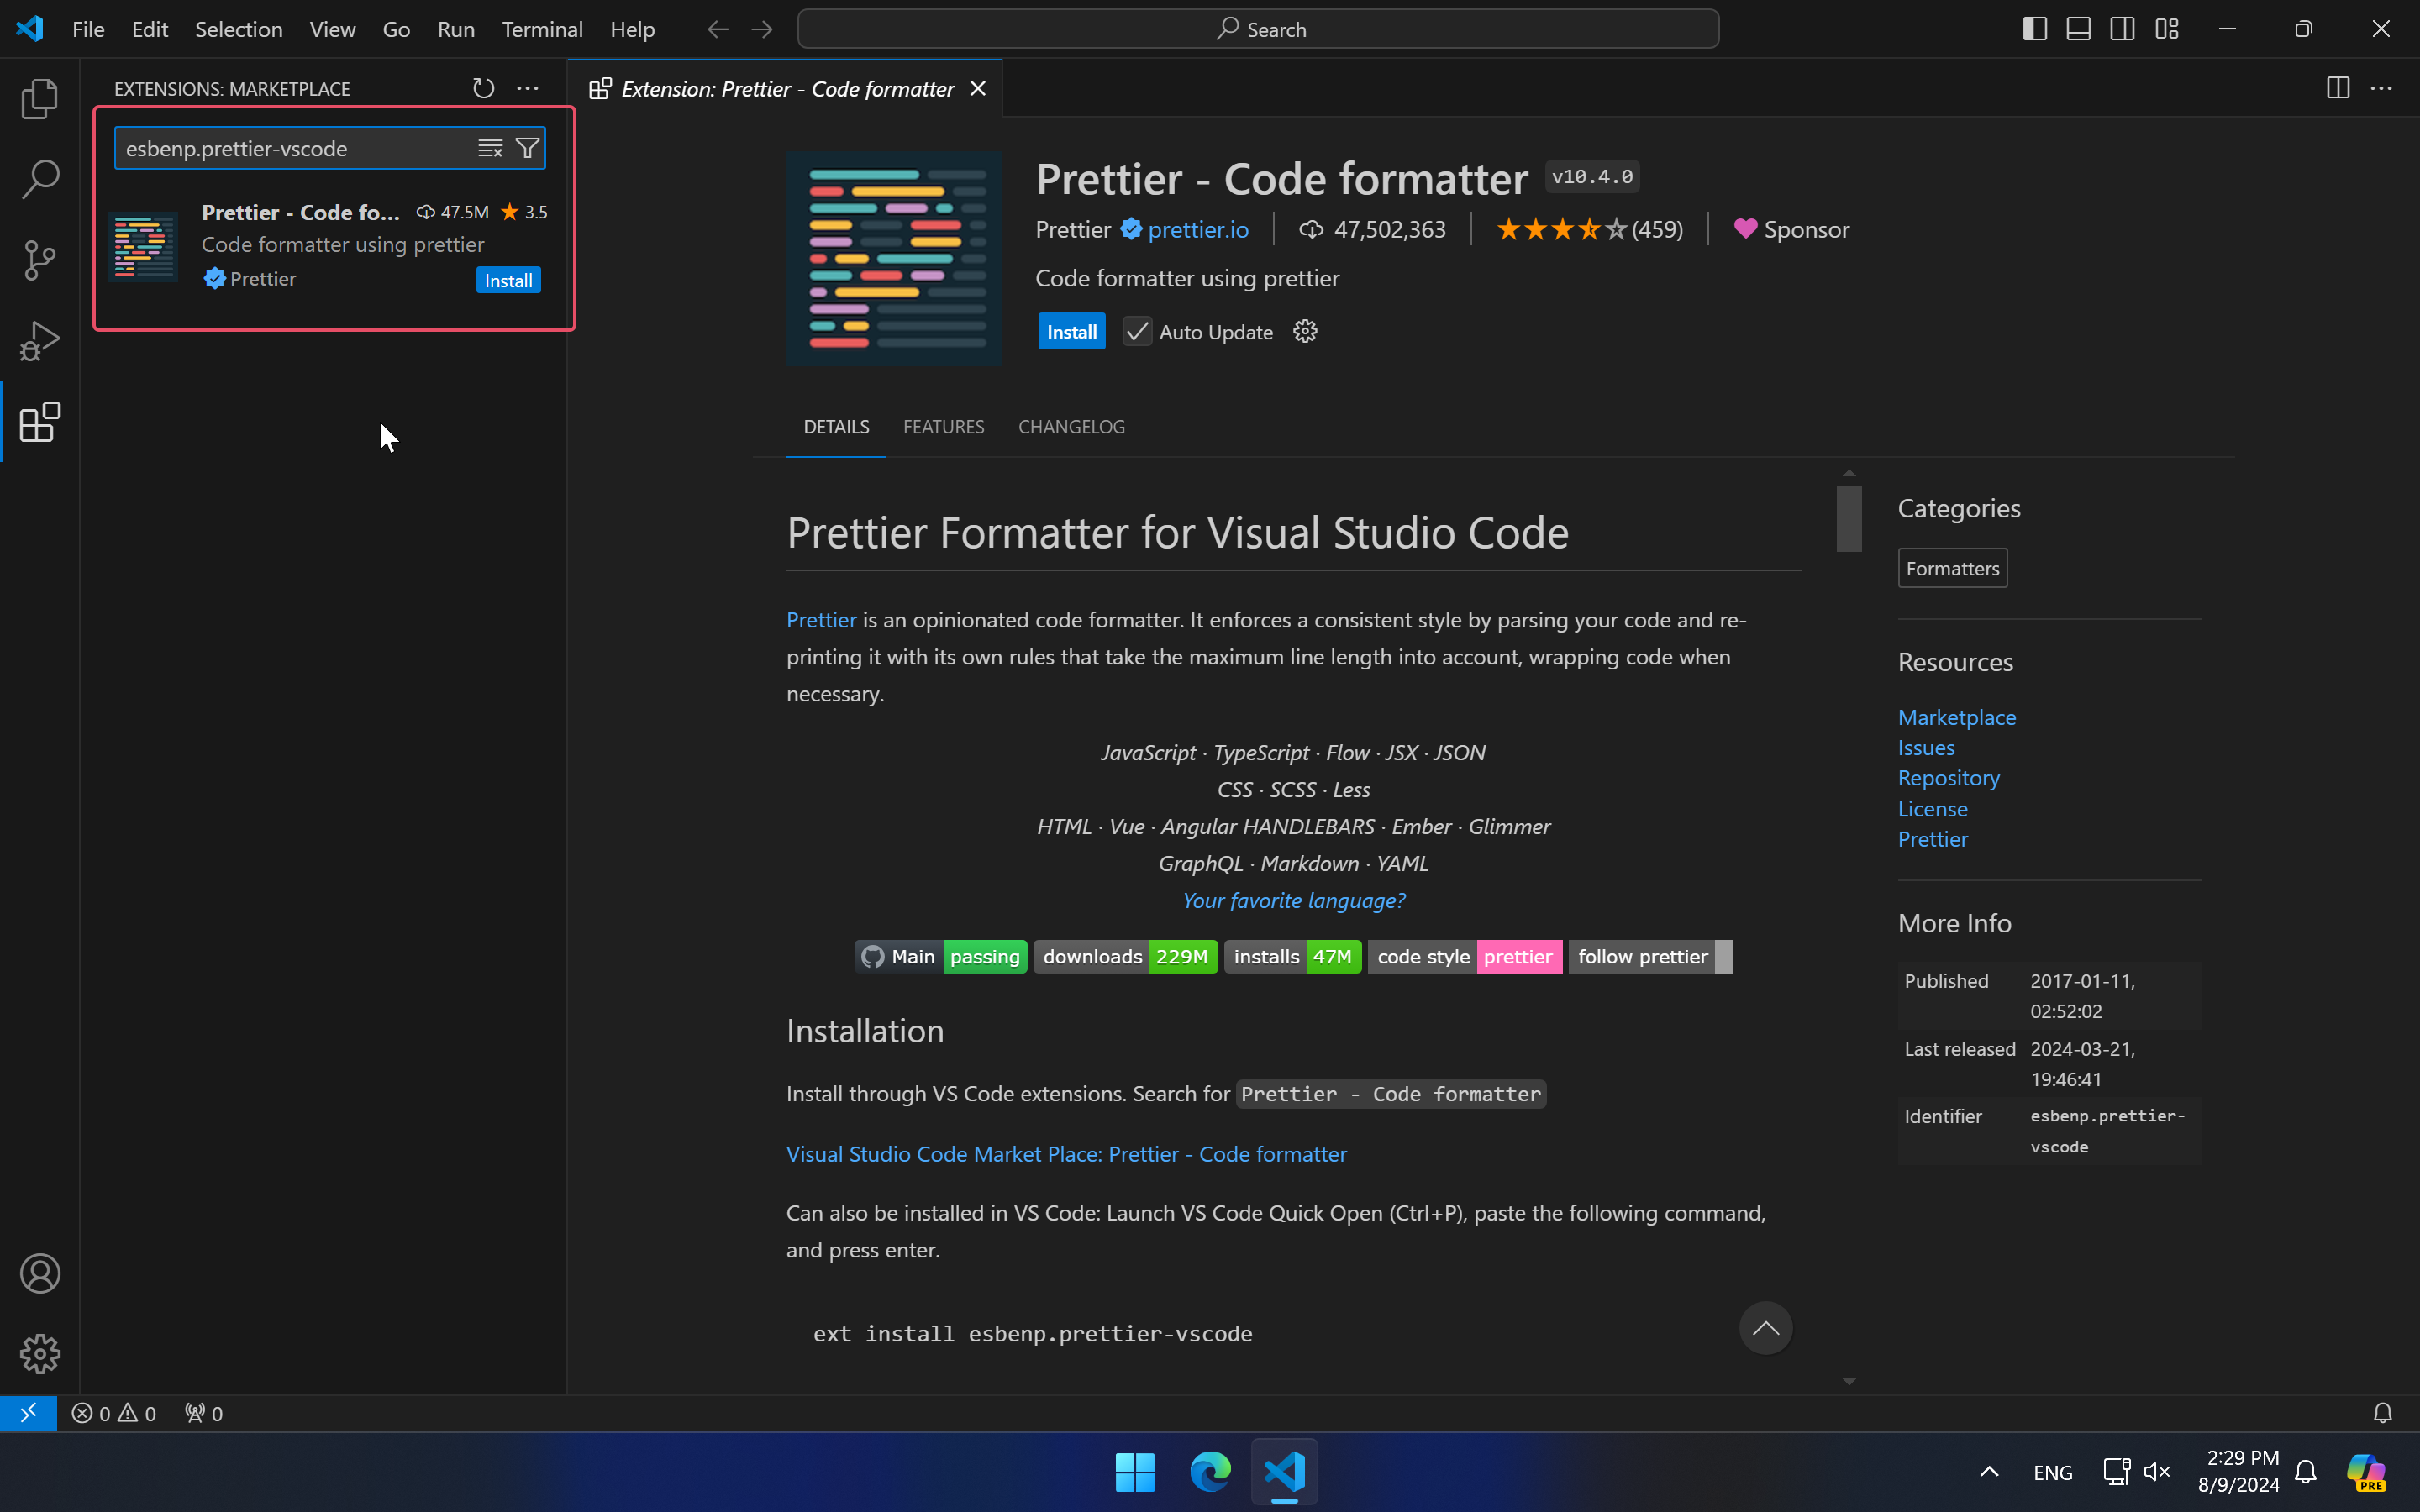 File Edit Selection View Go Run Terminal Help
Search
EXTENSIONS: MARKETPLACE
esbenp.prettier-vscode
Prettier - Code fo... 47.5M 3.5
Code formatter using prettier
Prettier
Install
Extension: Prettier - Code formatter
Prettier - Code formatter v10.4.0
Prettier prettier.io 47,502,363 (459) Sponsor
Code formatter using prettier
Install Auto Update
DETAILS FEATURES CHANGELOG
Prettier Formatter for Visual Studio Code
Prettier is an opinionated code formatter. It enforces a consistent style by parsing your code and re-
printing it with its own rules that take the maximum line length into account, wrapping code when
necessary.
JavaScript · TypeScript · Flow · JSX · JSON
CSS · SCSS · Less
HTML · Vue · Angular HANDLEBARS · Ember · Glimmer
GraphQL · Markdown · YAML
Your favorite language?
Main passing downloads 229M installs 47M code style prettier follow prettier
Installation
Install through VS Code extensions. Search for Prettier - Code formatter
Visual Studio Code Market Place: Prettier - Code formatter
Can also be installed in VS Code: Launch VS Code Quick Open (Ctrl+P), paste the following command,
and press enter.
ext install esbenp.prettier-vscode
Categories
Formatters
Resources
Marketplace
Issues
Repository
License
Prettier
More Info
Published 2017-01-11,
02:52:02
Last released 2024-03-21,
19:46:41
Identifier esbenp.prettier-
vscode
0 0 0
ENG
2:29 PM
8/9/2024
PRE